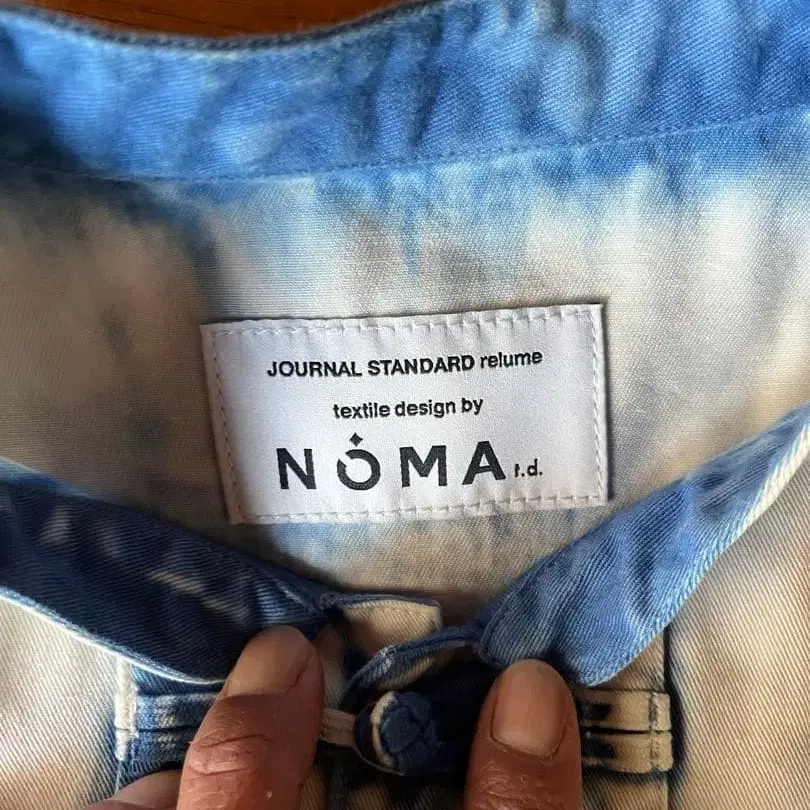 JOURNAL STANDARD relume
textile design by
NOMA t.d.